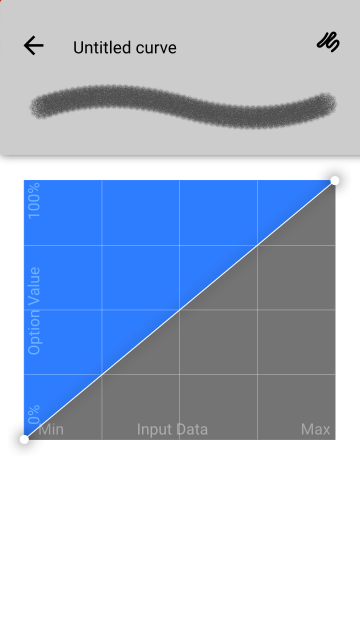 Untitled curve
100%
Option Value
0%
Min
Input Data
Max